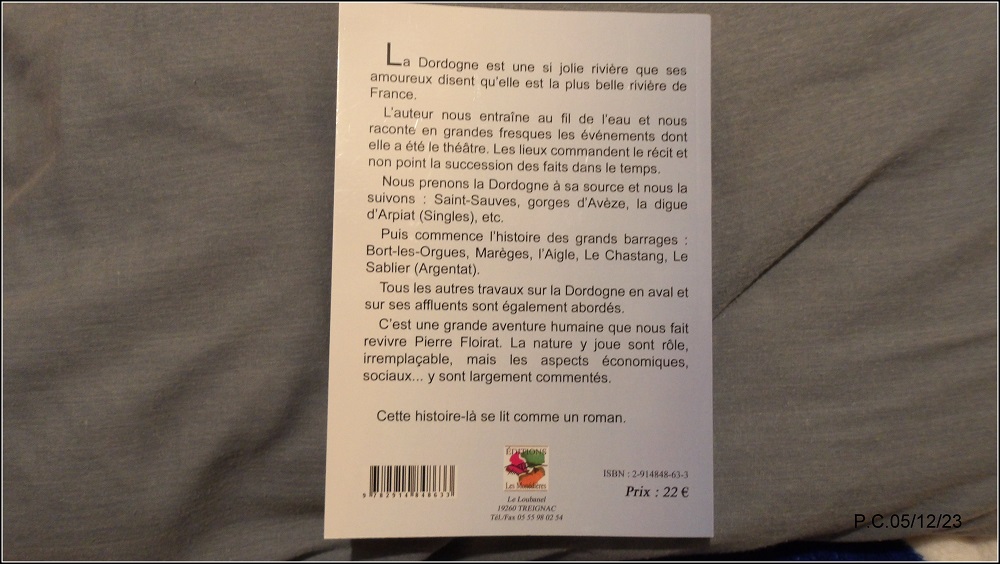 La Dordogne est une si jolie rivière que ses
amoureux disent qu'elle est la plus belle rivière de
France.
L'auteur nous entraîne au fil de l'eau et nous
raconte en grandes fresques les événements dont
elle a été le théâtre. Les lieux commandent le récit et
non point la succession des faits dans le temps.
Nous prenons la Dordogne à sa source et nous la
suivons : Saint-Sauves, gorges d'Avèze, la digue
d'Arpiat (Singles), etc.
Puis commence l'histoire des grands barrages :
Bort-les-Orgues, Marèges, l'Aigle, Le Chastang, Le
Sablier (Argentat).
Tous les autres travaux sur la Dordogne en aval et
sur ses affluents sont également abordés.
C'est une grande aventure humaine que nous fait
revivre Pierre Floirat. La nature y joue sont rôle,
irremplaçable, mais les aspects économiques,
sociaux... y sont largement commentés.
Cette histoire-là se lit comme un roman.
ÉDITIONS
Les
Le Loubanel
19260 TREIGNAC
Tél./Fax 05 55 98 02 54
9 782914 848633
ISBN : 2-914848-63-3
Prix : 22 €
P.C.05/12/23